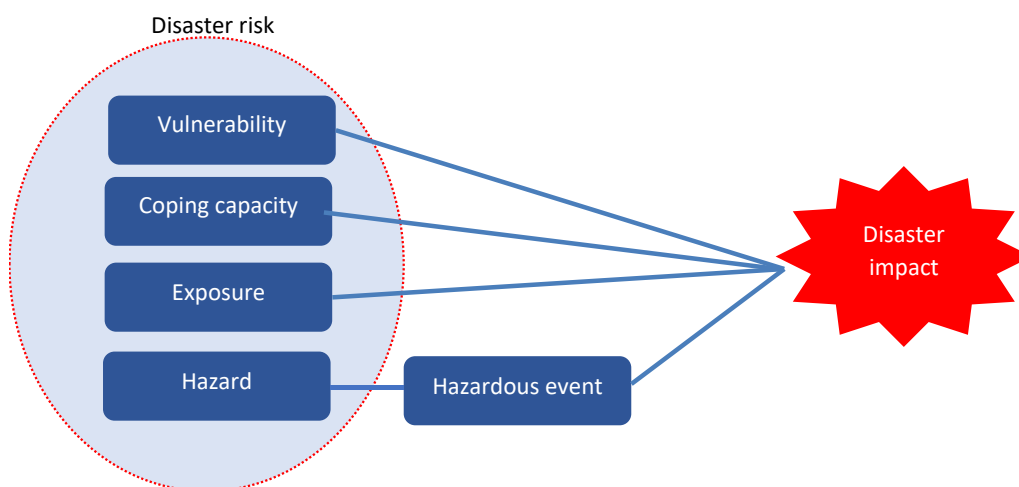 Disaster risk
Vulnerability
Coping capacity
Exposure
Hazard
Hazardous event
Disaster
impact